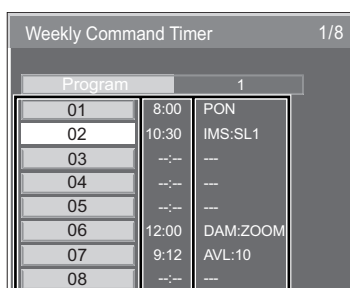 Weekly Command Timer 1/8
Program 1
01 8:00 PON
02 10:30 IMS:SL1
03 --:-- ---
04 --:-- ---
05 --:-- ---
06 12:00 DAM:ZOOM
07 9:12 AVL:10
08 --:-- ---